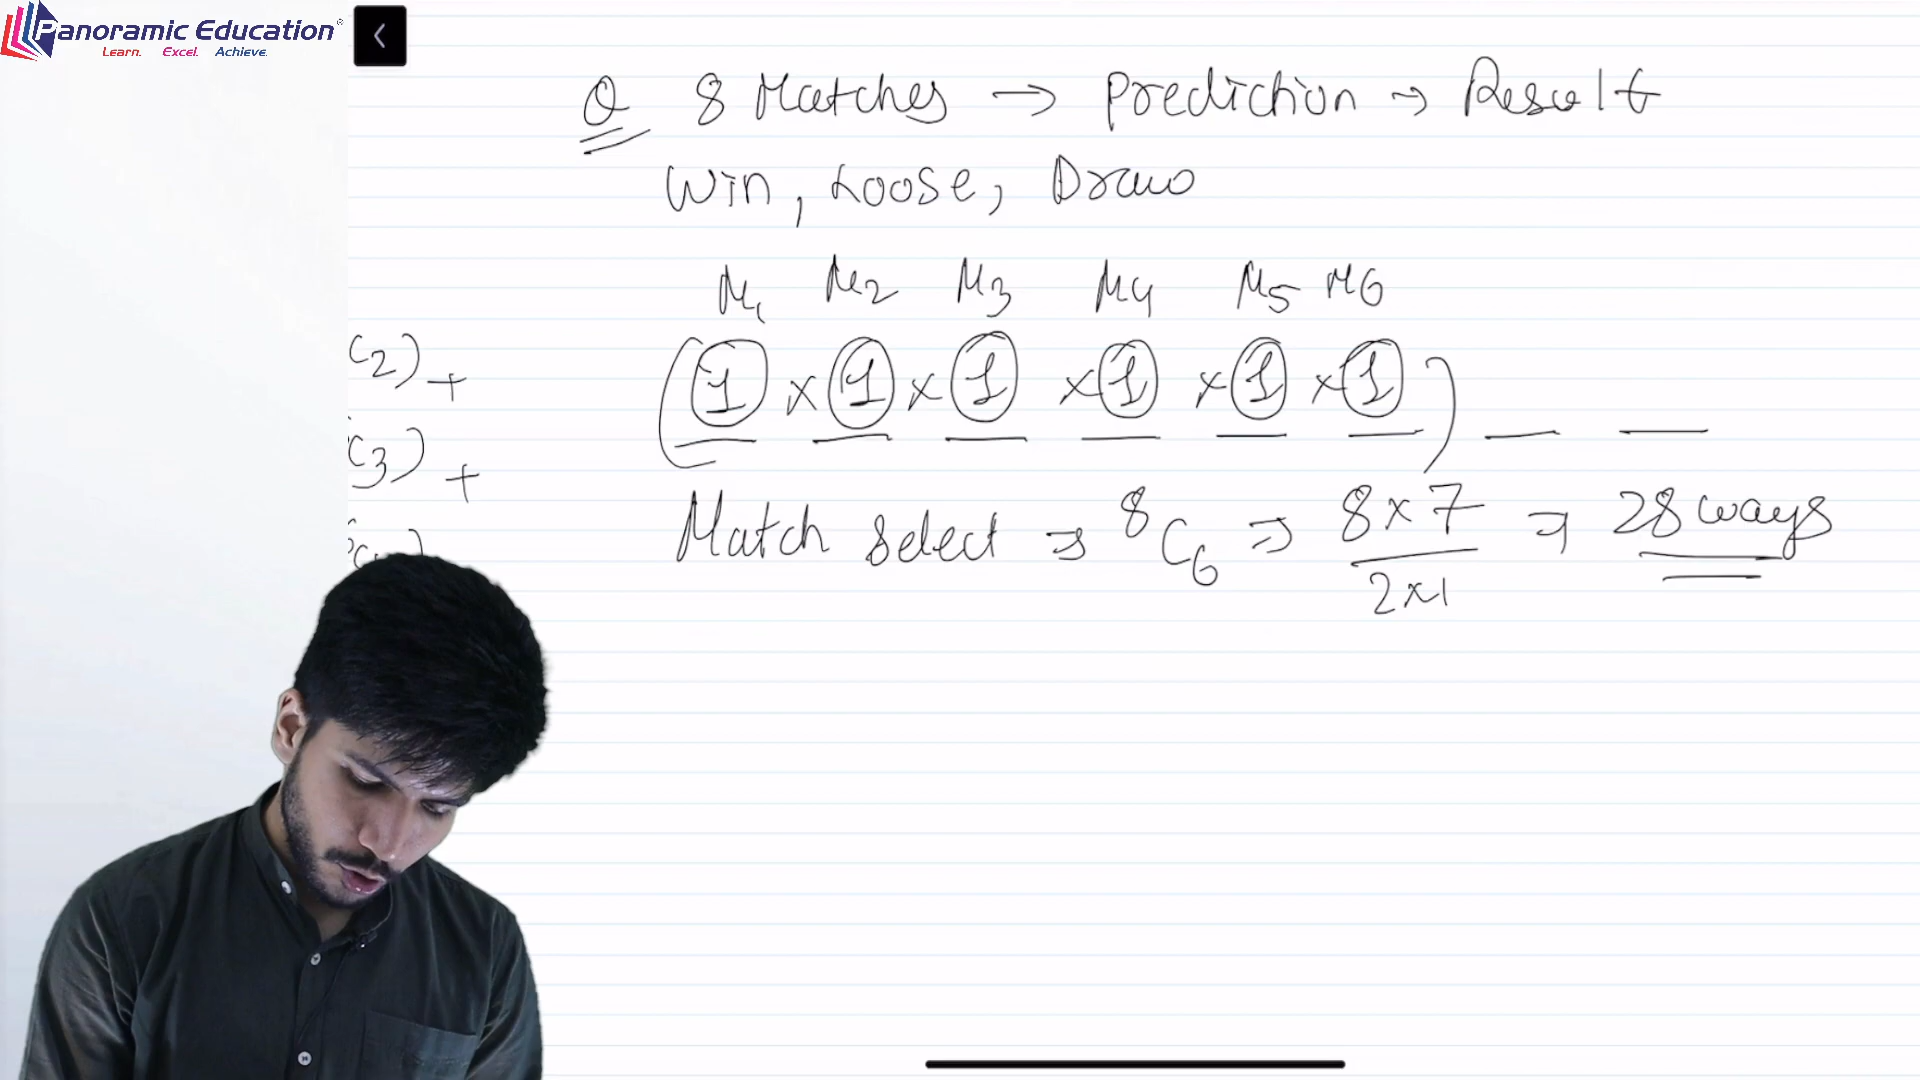 Panoramic Education®
Learn. Excel. Achieve.
Q 8 Matches → Prediction → Result
Win, Loose, Draw
M1 M2 M3 M4 M5 M6
(1 × 1 × 1 × 1 × 1 × 1)
C2) +
C3) +
Match select ⇒ 8C6 ⇒ 8×7 / 2×1 ⇒ 28 ways